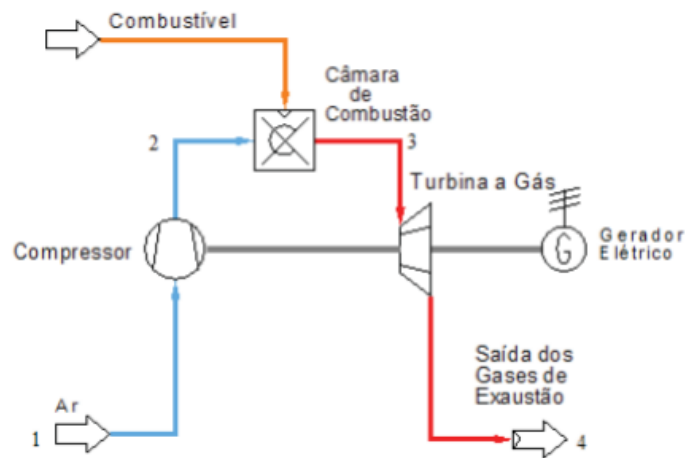 Combustível
Câmara
de
Combustão
2
3
Turbina a Gás
Compressor
G
Gerador
Elétrico
Saída dos
Gases de
Exaustão
Ar
1
4